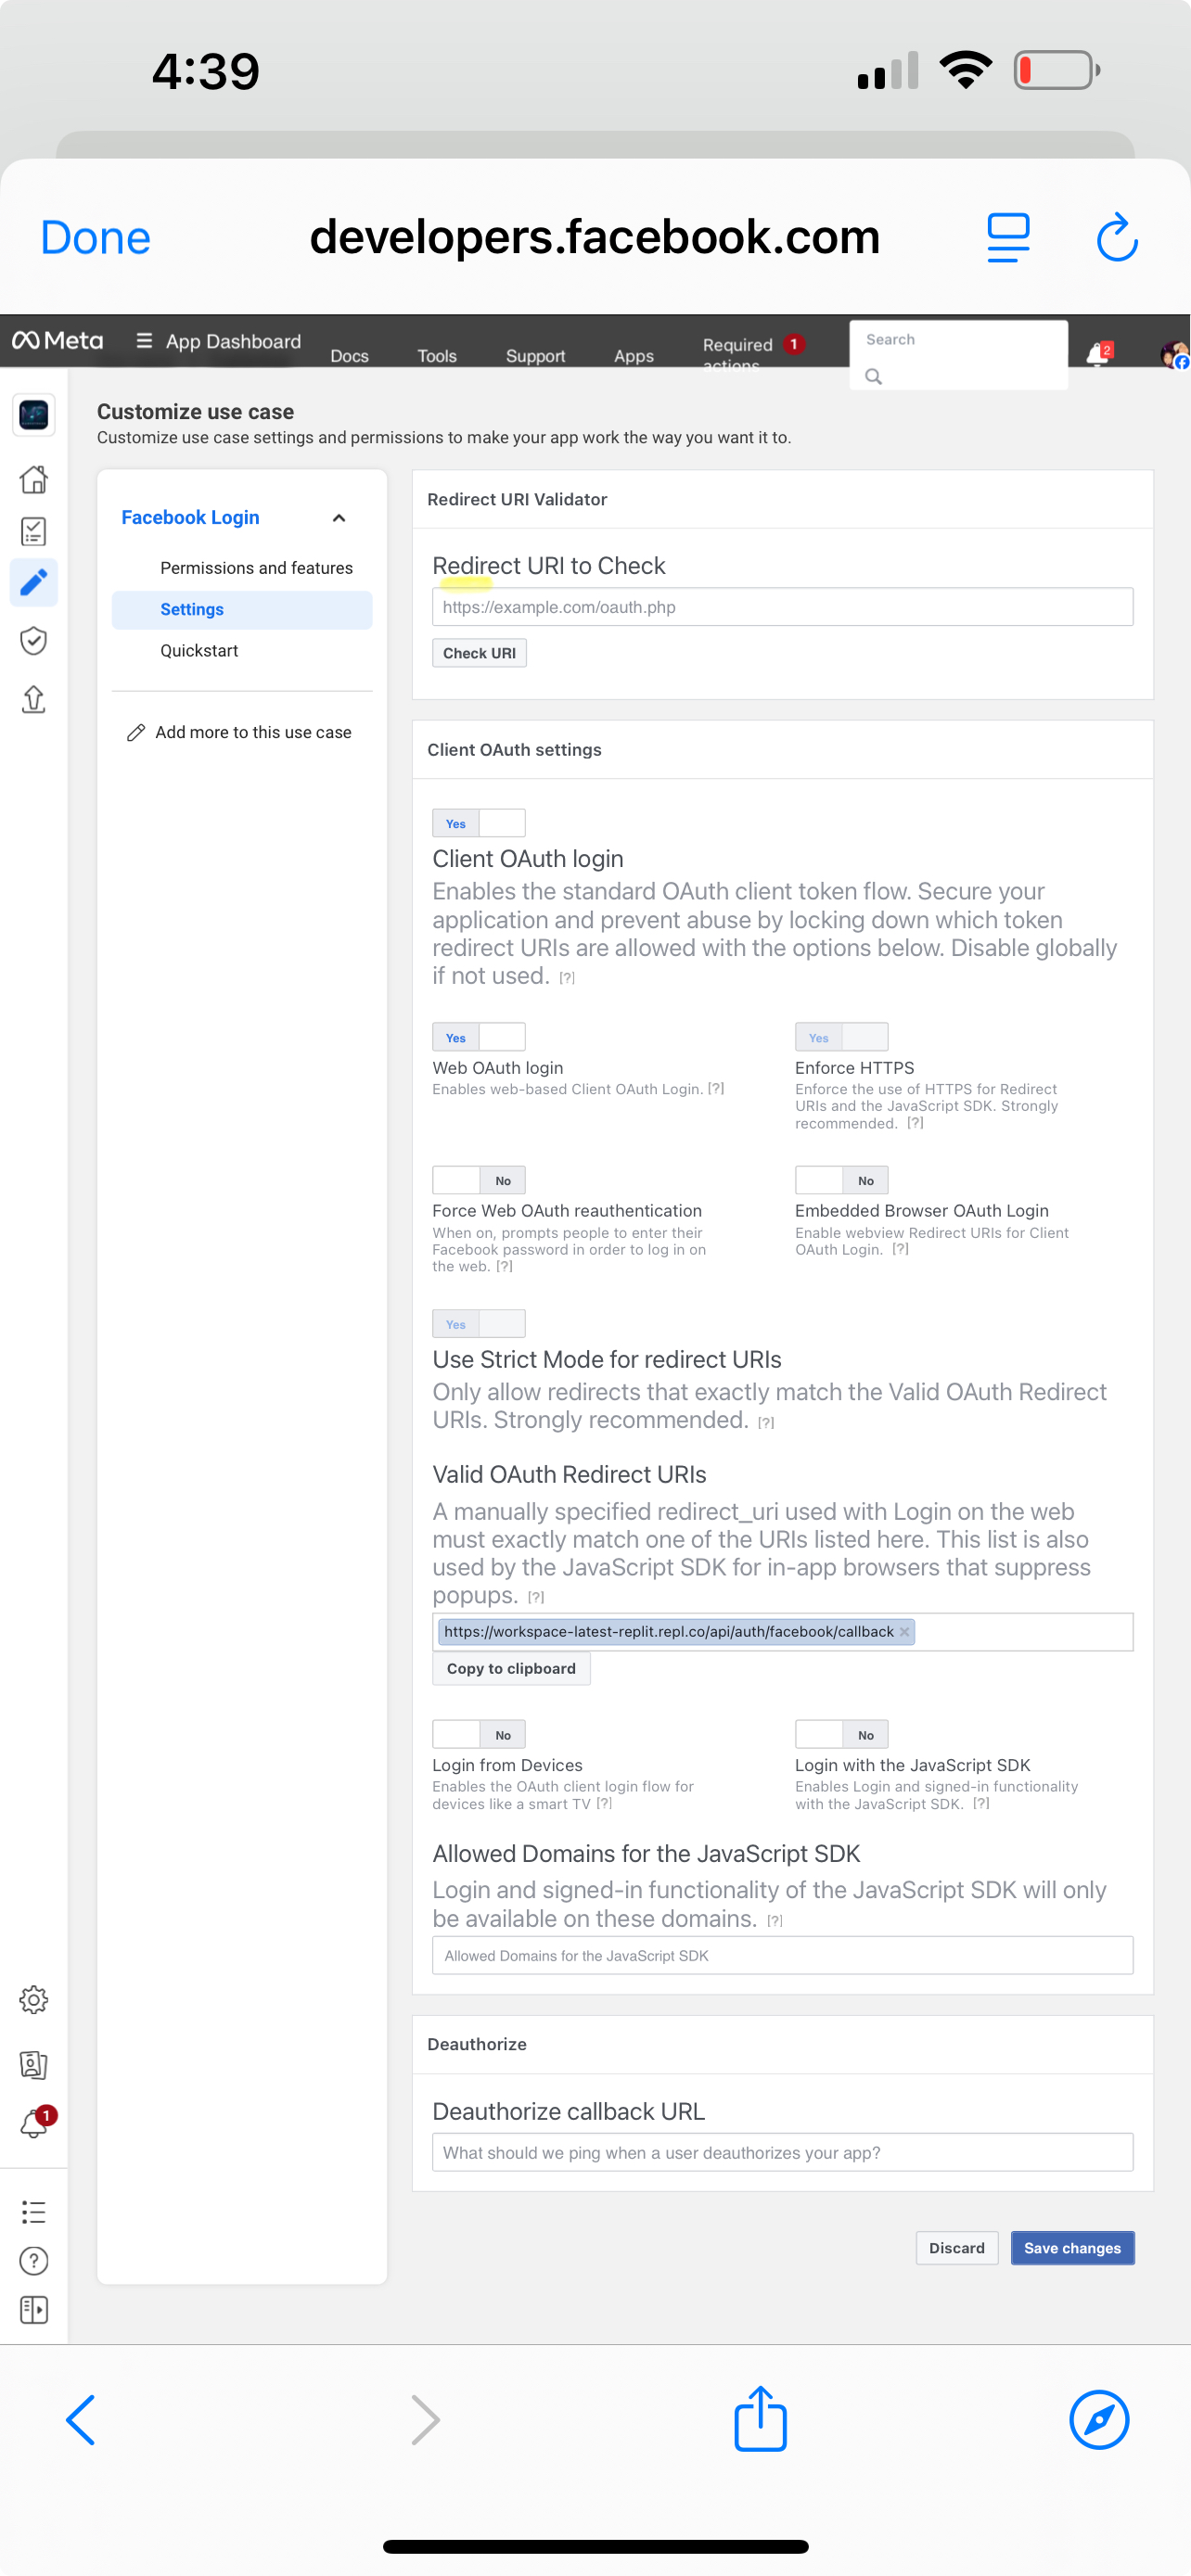 4:39
Done
developers.facebook.com
Meta
App Dashboard
Docs
Tools
Support
Apps
Required actions
1
Search
2
Customize use case
Customize use case settings and permissions to make your app work the way you want it to.
Facebook Login
Permissions and features
Settings
Quickstart
Add more to this use case
Redirect URI Validator
Redirect URI to Check
https://example.com/oauth.php
Check URI
Client OAuth settings
Yes
Client OAuth login
Enables the standard OAuth client token flow. Secure your
application and prevent abuse by locking down which token
redirect URIs are allowed with the options below. Disable globally
if not used. [?]
Yes
Web OAuth login
Enables web-based Client OAuth Login. [?]
Yes
Enforce HTTPS
Enforce the use of HTTPS for Redirect
URIs and the JavaScript SDK. Strongly
recommended. [?]
No
Force Web OAuth reauthentication
When on, prompts people to enter their
Facebook password in order to log in on
the web. [?]
No
Embedded Browser OAuth Login
Enable webview Redirect URIs for Client
OAuth Login. [?]
Yes
Use Strict Mode for redirect URIs
Only allow redirects that exactly match the Valid OAuth Redirect
URIs. Strongly recommended. [?]
Valid OAuth Redirect URIs
A manually specified redirect_uri used with Login on the web
must exactly match one of the URIs listed here. This list is also
used by the JavaScript SDK for in-app browsers that suppress
popups. [?]
https://workspace-latest-replit.repl.co/api/auth/facebook/callback
Copy to clipboard
No
Login from Devices
Enables the OAuth client login flow for
devices like a smart TV [?]
No
Login with the JavaScript SDK
Enables Login and signed-in functionality
with the JavaScript SDK. [?]
Allowed Domains for the JavaScript SDK
Login and signed-in functionality of the JavaScript SDK will only
be available on these domains. [?]
Allowed Domains for the JavaScript SDK
1
Deauthorize
Deauthorize callback URL
What should we ping when a user deauthorizes your app?
Discard
Save changes